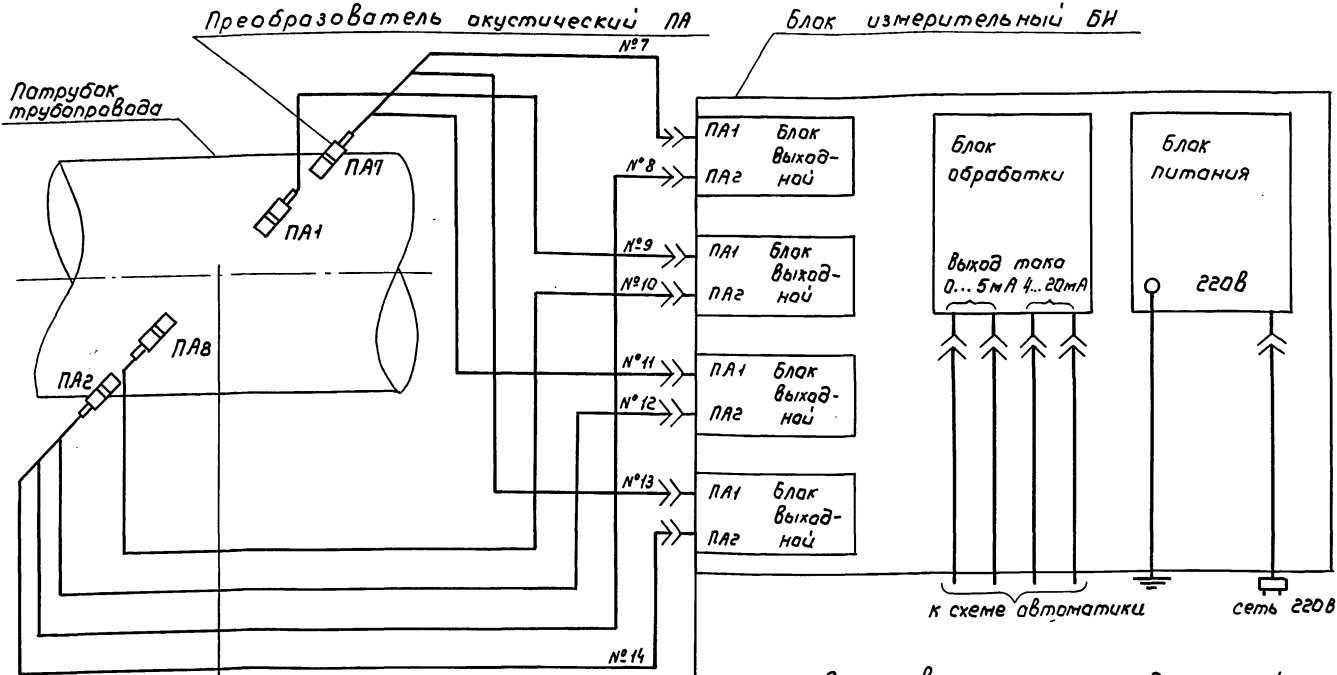 Преобразователь акустический ПА
Блок измерительный БИ
Патрубок
трубопровода
№7
№8
№9
№10
№11
№12
№13
№14
ПА7
ПА1
ПА8
ПА2
ПА1 Блок
выход-
ПА2 ной
ПА1 Блок
выход-
ПА2 ной
ПА1 Блок
выход-
ПА2 ной
ПА1 Блок
выход-
ПА2 ной
Блок
обработки
Выход тока
0...5мА 4...20мА
Блок
питания
220В
к схеме автоматики
сеть 220В